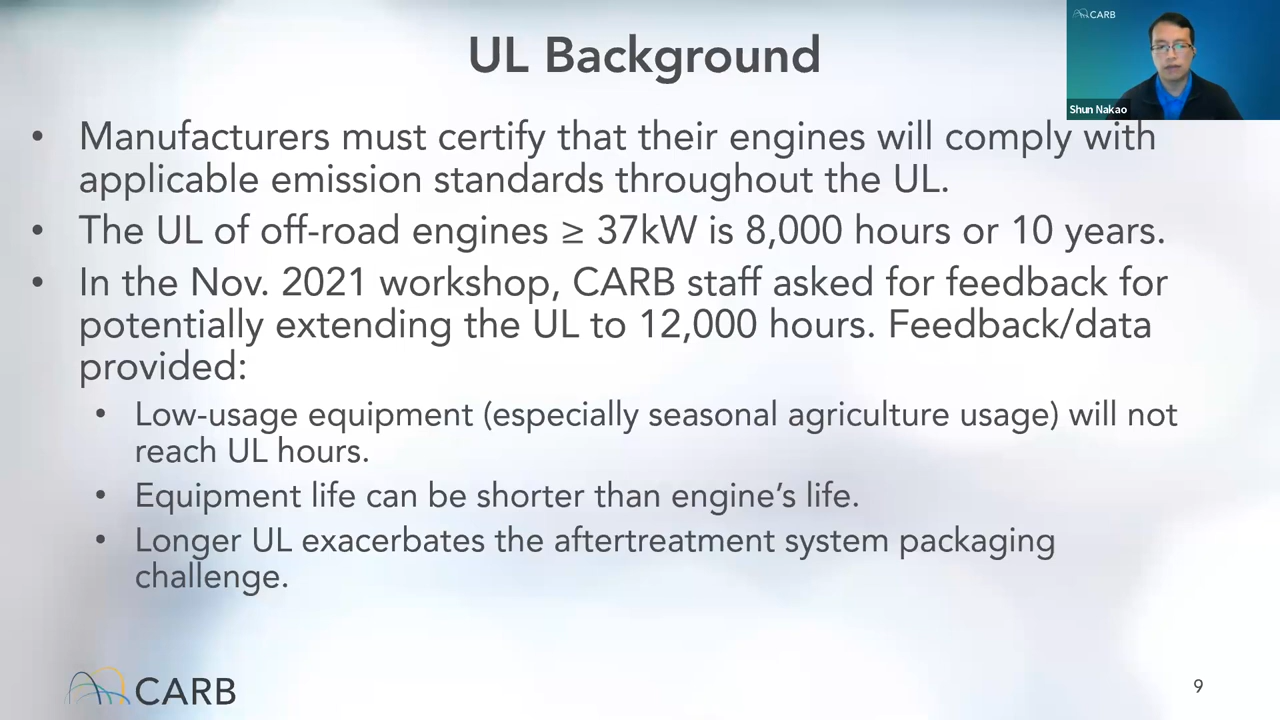 UL Background
CARB
Shun Nakao
• Manufacturers must certify that their engines will comply with
applicable emission standards throughout the UL.
• The UL of off-road engines ≥ 37kW is 8,000 hours or 10 years.
• In the Nov. 2021 workshop, CARB staff asked for feedback for
potentially extending the UL to 12,000 hours. Feedback/data
provided:
• Low-usage equipment (especially seasonal agriculture usage) will not
reach UL hours.
• Equipment life can be shorter than engine’s life.
• Longer UL exacerbates the aftertreatment system packaging
challenge.
CARB
9